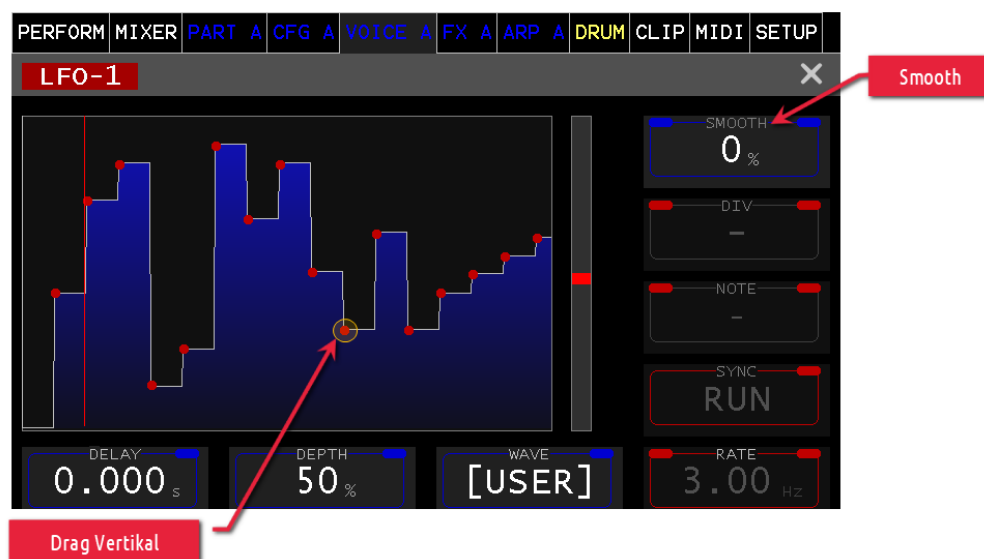 PERFORM MIXER PART A CFG A VOICE A FX A ARP A DRUM CLIP MIDI SETUP
LFO-1
Smooth
SMOOTH
0 %
DIV
-
NOTE
-
SYNC
RUN
DELAY
0.000 s
DEPTH
50 %
WAVE
[USER]
RATE
3.00 Hz
Drag Vertikal